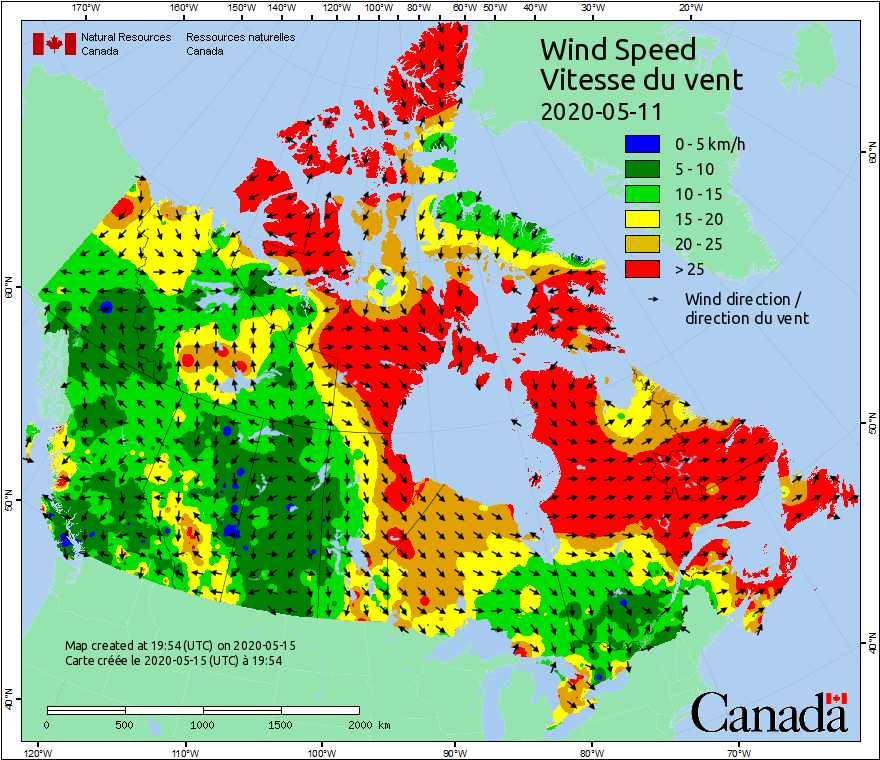 170°W 160°W 150°W 140°W 130°W 120°W 110°W 100°W 90°W 80°W 70°W 60°W 50°W 40°W 30°W 20°W
Natural Resources Ressources naturelles
Canada Canada
Wind Speed
Vitesse du vent
2020-05-11
0 - 5 km/h
5 - 10
10 - 15
15 - 20
20 - 25
> 25
Wind direction /
direction du vent
60°N
60°N
50°N
50°N
40°N
40°N
Map created at 19:54 (UTC) on 2020-05-15
Carte créée le 2020-05-15 (UTC) à 19:54
0 500 1000 1500 2000 km
Canada
120°W 110°W 100°W 90°W 80°W 70°W